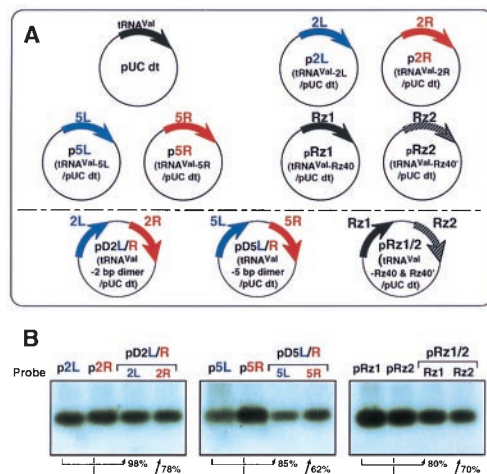 A
tRNAVal
pUC dt
2L
p2L
(tRNAVal-2L
/pUC dt)
2R
p2R
(tRNAVal-2R
/pUC dt)
5L
p5L
(tRNAVal-5L
/pUC dt)
5R
p5R
(tRNAVal-5R
/pUC dt)
Rz1
pRz1
(tRNAVal-Rz40
/pUC dt)
Rz2
pRz2
(tRNAVal-Rz40'
/pUC dt)
2L 2R
pD2L/R
(tRNAVal
-2 bp dimer
/pUC dt)
5L 5R
pD5L/R
(tRNAVal
-5 bp dimer
/pUC dt)
Rz1 Rz2
pRz1/2
(tRNAVal
-Rz40 & Rz40'
/pUC dt)
B
pD2L/R
Probe p2L p2R 2L 2R
98%
78%
pD5L/R
p5L p5R 5L 5R
85%
62%
pRz1/2
pRz1 pRz2 Rz1 Rz2
80%
70%